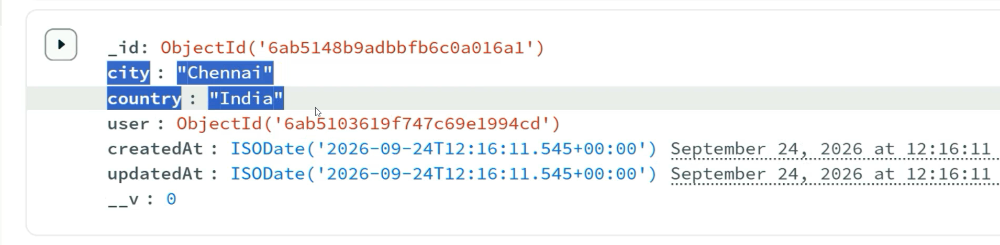 _id: ObjectId('6ab5148b9adbbfb6c0a016a1')
city : "Chennai"
country : "India"
user : ObjectId('6ab5103619f747c69e1994cd')
createdAt : ISODate('2026-09-24T12:16:11.545+00:00') September 24, 2026 at 12:16:11
updatedAt : ISODate('2026-09-24T12:16:11.545+00:00') September 24, 2026 at 12:16:11
__v : 0